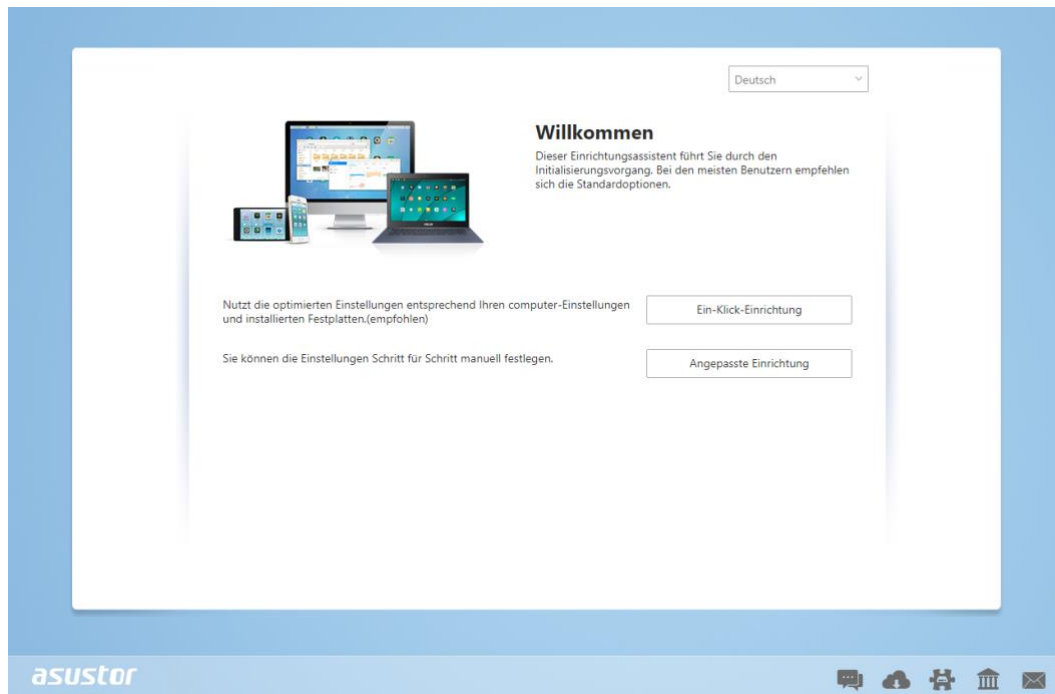 Deutsch
Willkommen
Dieser Einrichtungsassistent führt Sie durch den
Initialisierungsvorgang. Bei den meisten Benutzern empfehlen
sich die Standardoptionen.
Nutzt die optimierten Einstellungen entsprechend Ihren computer-Einstellungen
und installierten Festplatten.(empfohlen)
Ein-Klick-Einrichtung
Sie können die Einstellungen Schritt für Schritt manuell festlegen.
Angepasste Einrichtung
asustor